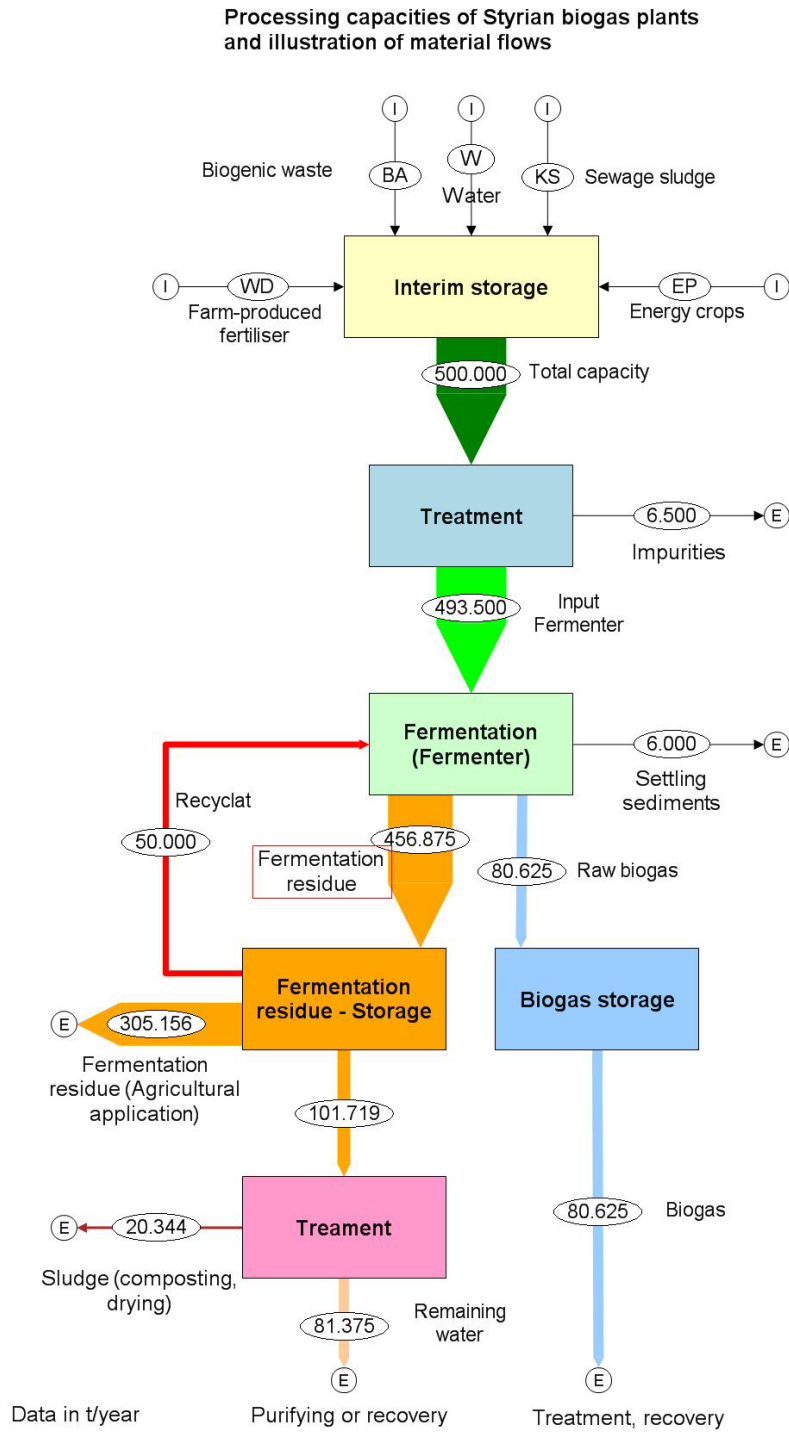 Processing capacities of Styrian biogas plants
and illustration of material flows
I
I
I
Biogenic waste
BA
W
Water
KS
Sewage sludge
I
WD
Farm-produced
fertiliser
Interim storage
EP
Energy crops
I
500.000
Total capacity
Treatment
6.500
E
Impurities
493.500
Input
Fermenter
Fermentation
(Fermenter)
6.000
E
Settling
sediments
Recyclat
50.000
456.875
Fermentation
residue
80.625
Raw biogas
Fermentation
residue - Storage
Biogas storage
E
305.156
Fermentation
residue (Agricultural
application)
101.719
Treament
E
20.344
Sludge (composting,
drying)
80.625
Biogas
81.375
Remaining
water
E
E
Data in t/year
Purifying or recovery
Treatment, recovery